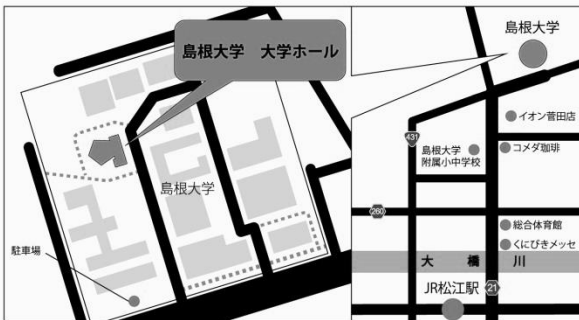 島根大学　大学ホール
島根大学
駐車場
島根大学
イオン菅田店
431
島根大学
附属小中学校
コメダ珈琲
260
総合体育館
くにびきメッセ
大　橋　川
JR松江駅
21